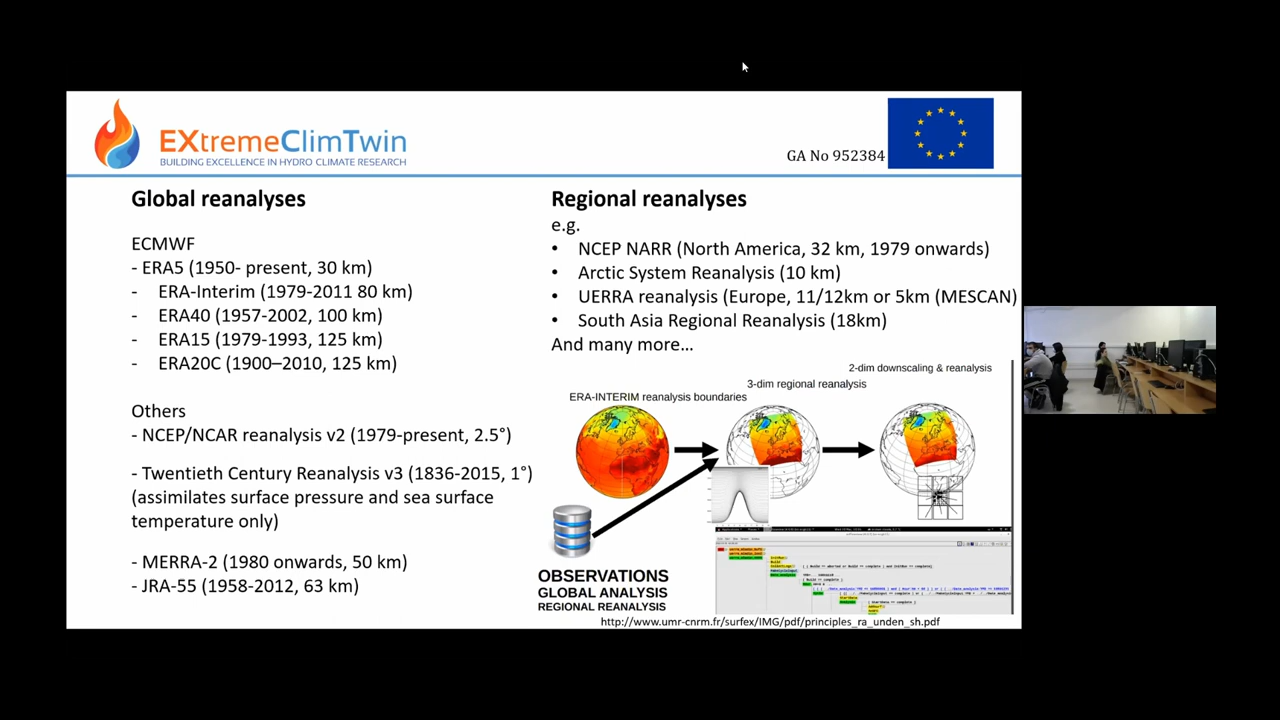 EXtremeClimTwin
BUILDING EXCELLENCE IN HYDRO CLIMATE RESEARCH
GA No 952384
Global reanalyses
ECMWF
- ERA5 (1950- present, 30 km)
- ERA-Interim (1979-2011 80 km)
- ERA40 (1957-2002, 100 km)
- ERA15 (1979-1993, 125 km)
- ERA20C (1900–2010, 125 km)
Others
- NCEP/NCAR reanalysis v2 (1979-present, 2.5°)
- Twentieth Century Reanalysis v3 (1836-2015, 1°)
(assimilates surface pressure and sea surface
temperature only)
- MERRA-2 (1980 onwards, 50 km)
- JRA-55 (1958-2012, 63 km)
Regional reanalyses
e.g.
• NCEP NARR (North America, 32 km, 1979 onwards)
• Arctic System Reanalysis (10 km)
• UERRA reanalysis (Europe, 11/12km or 5km (MESCAN)
• South Asia Regional Reanalysis (18km)
And many more…
2-dim downscaling & reanalysis
3-dim regional reanalysis
ERA-INTERIM reanalysis boundaries
OBSERVATIONS
GLOBAL ANALYSIS
REGIONAL REANALYSIS
http://www.umr-cnrm.fr/surfex/IMG/pdf/principles_ra_unden_sh.pdf